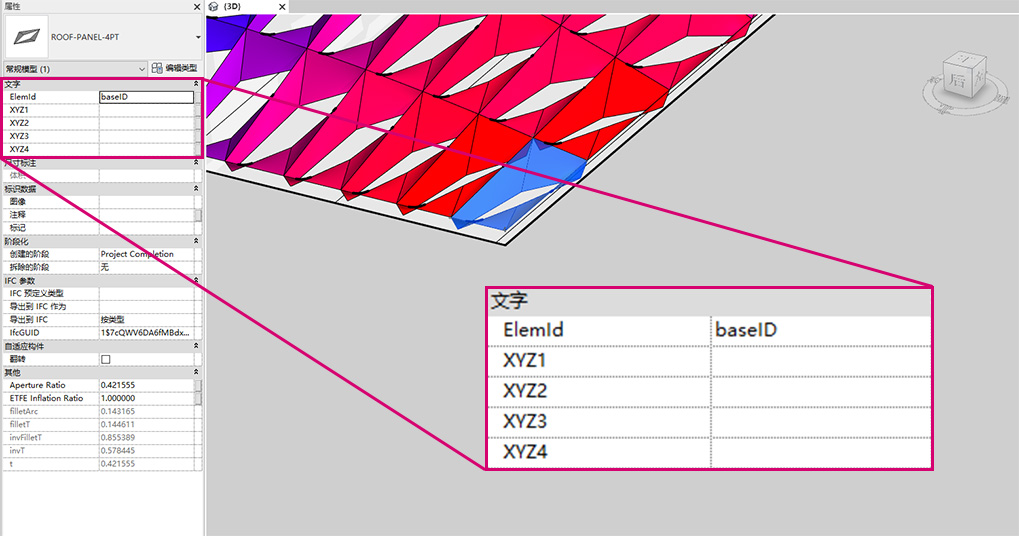 属性
(3D)
ROOF-PANEL-4PT
常规模型 (1)
编辑类型
文字
ElemId baseID
XYZ1
XYZ2
XYZ3
XYZ4
尺寸标注
体积
标识数据
图像
注释
标记
阶段化
创建的阶段 Project Completion
拆除的阶段 无
IFC 参数
IFC 预定义类型
导出到 IFC 作为
导出到 IFC 按类型
IfcGUID 1$7cQWV6DA6fMBdx...
自适应构件
翻转
其他
Aperture Ratio 0.421555
ETFE Inflation Ratio 1.000000
filletArc 0.143165
filletT 0.144611
invFilletT 0.855389
invT 0.578445
t 0.421555
后
文字
ElemId baseID
XYZ1
XYZ2
XYZ3
XYZ4